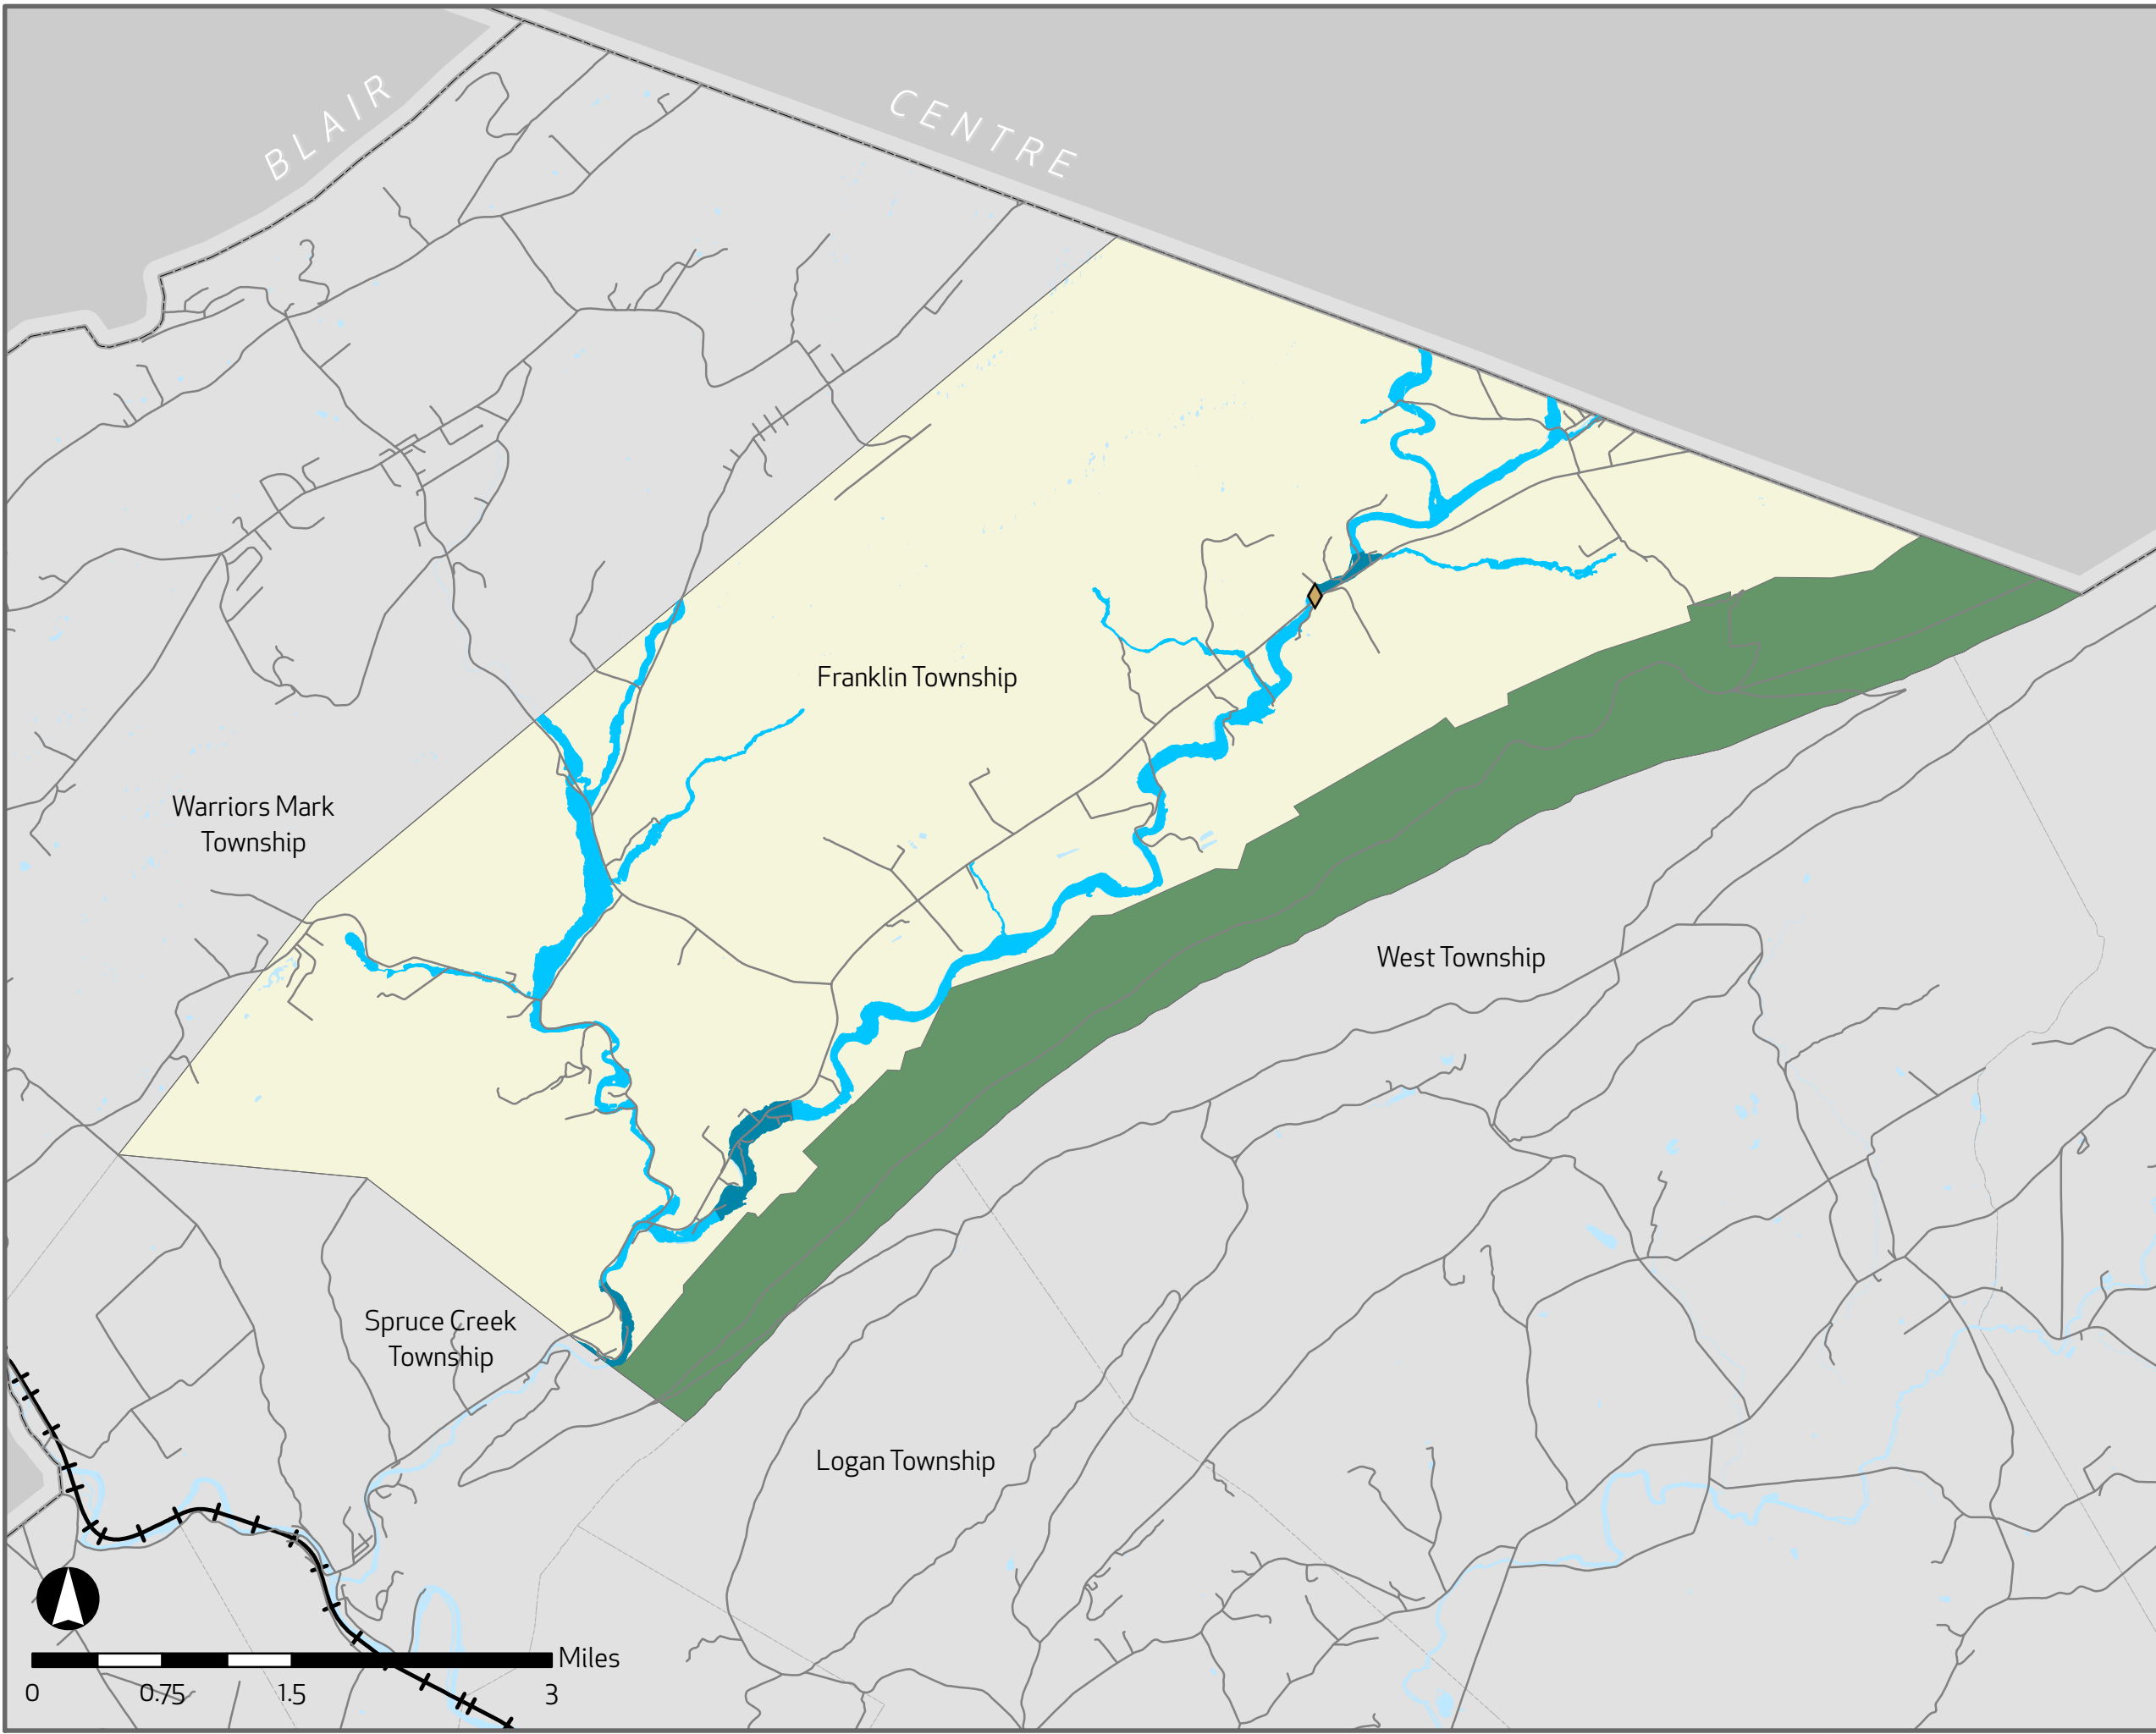 BLAIR
CENTRE
Franklin Township
Warriors Mark
Township
West Township
Spruce Creek
Township
Logan Township
Miles
0 0.75 1.5 3